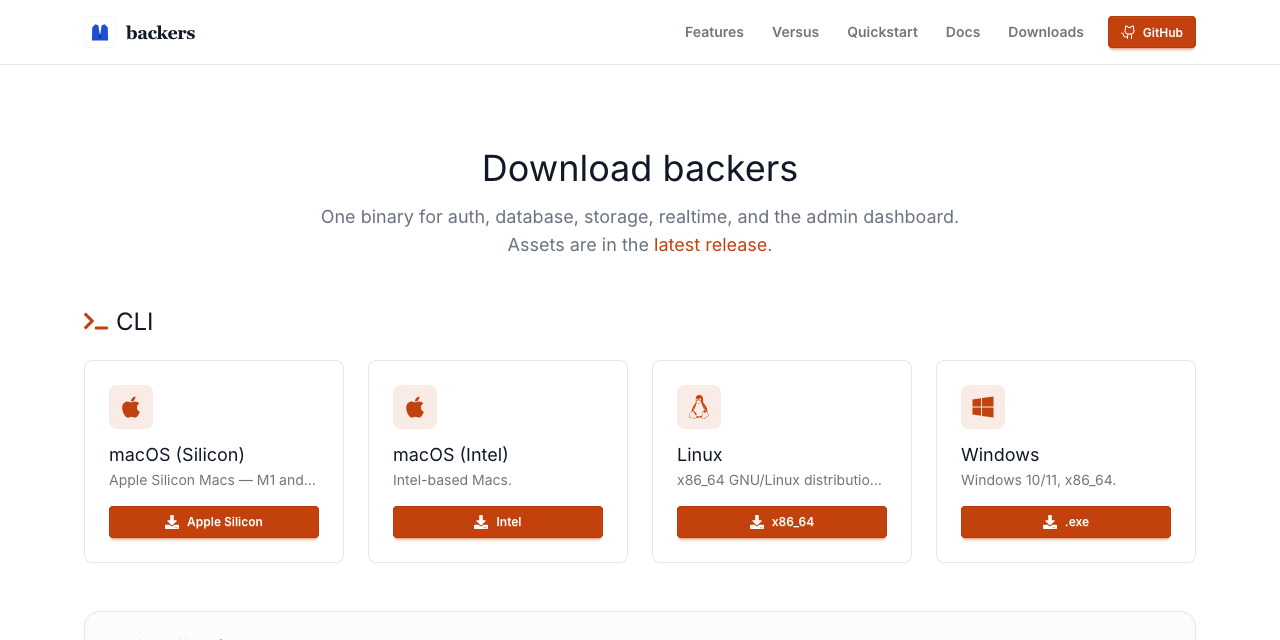 backers
Features
Versus
Quickstart
Docs
Downloads
GitHub
Download backers
One binary for auth, database, storage, realtime, and the admin dashboard.
Assets are in the latest release.
CLI
macOS (Silicon)
Apple Silicon Macs — M1 and...
Apple Silicon
macOS (Intel)
Intel-based Macs.
Intel
Linux
x86_64 GNU/Linux distributio...
x86_64
Windows
Windows 10/11, x86_64.
.exe